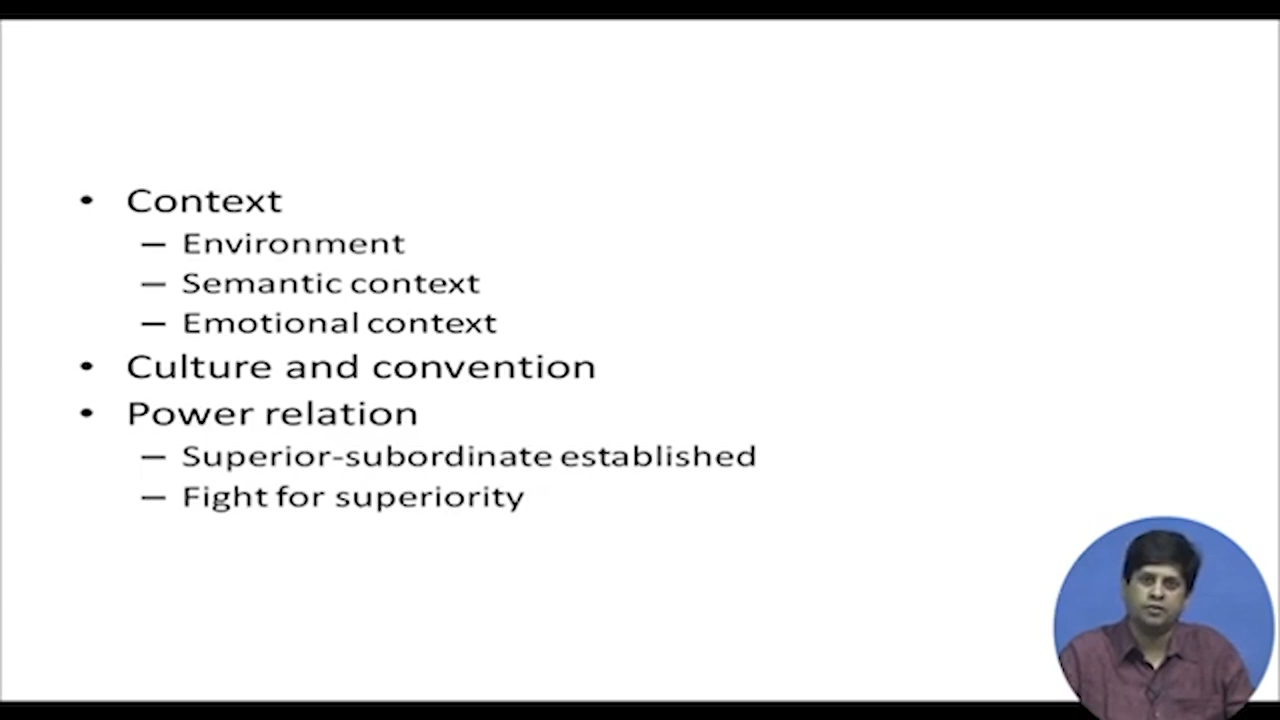 • Context
– Environment
– Semantic context
– Emotional context
• Culture and convention
• Power relation
– Superior-subordinate established
– Fight for superiority